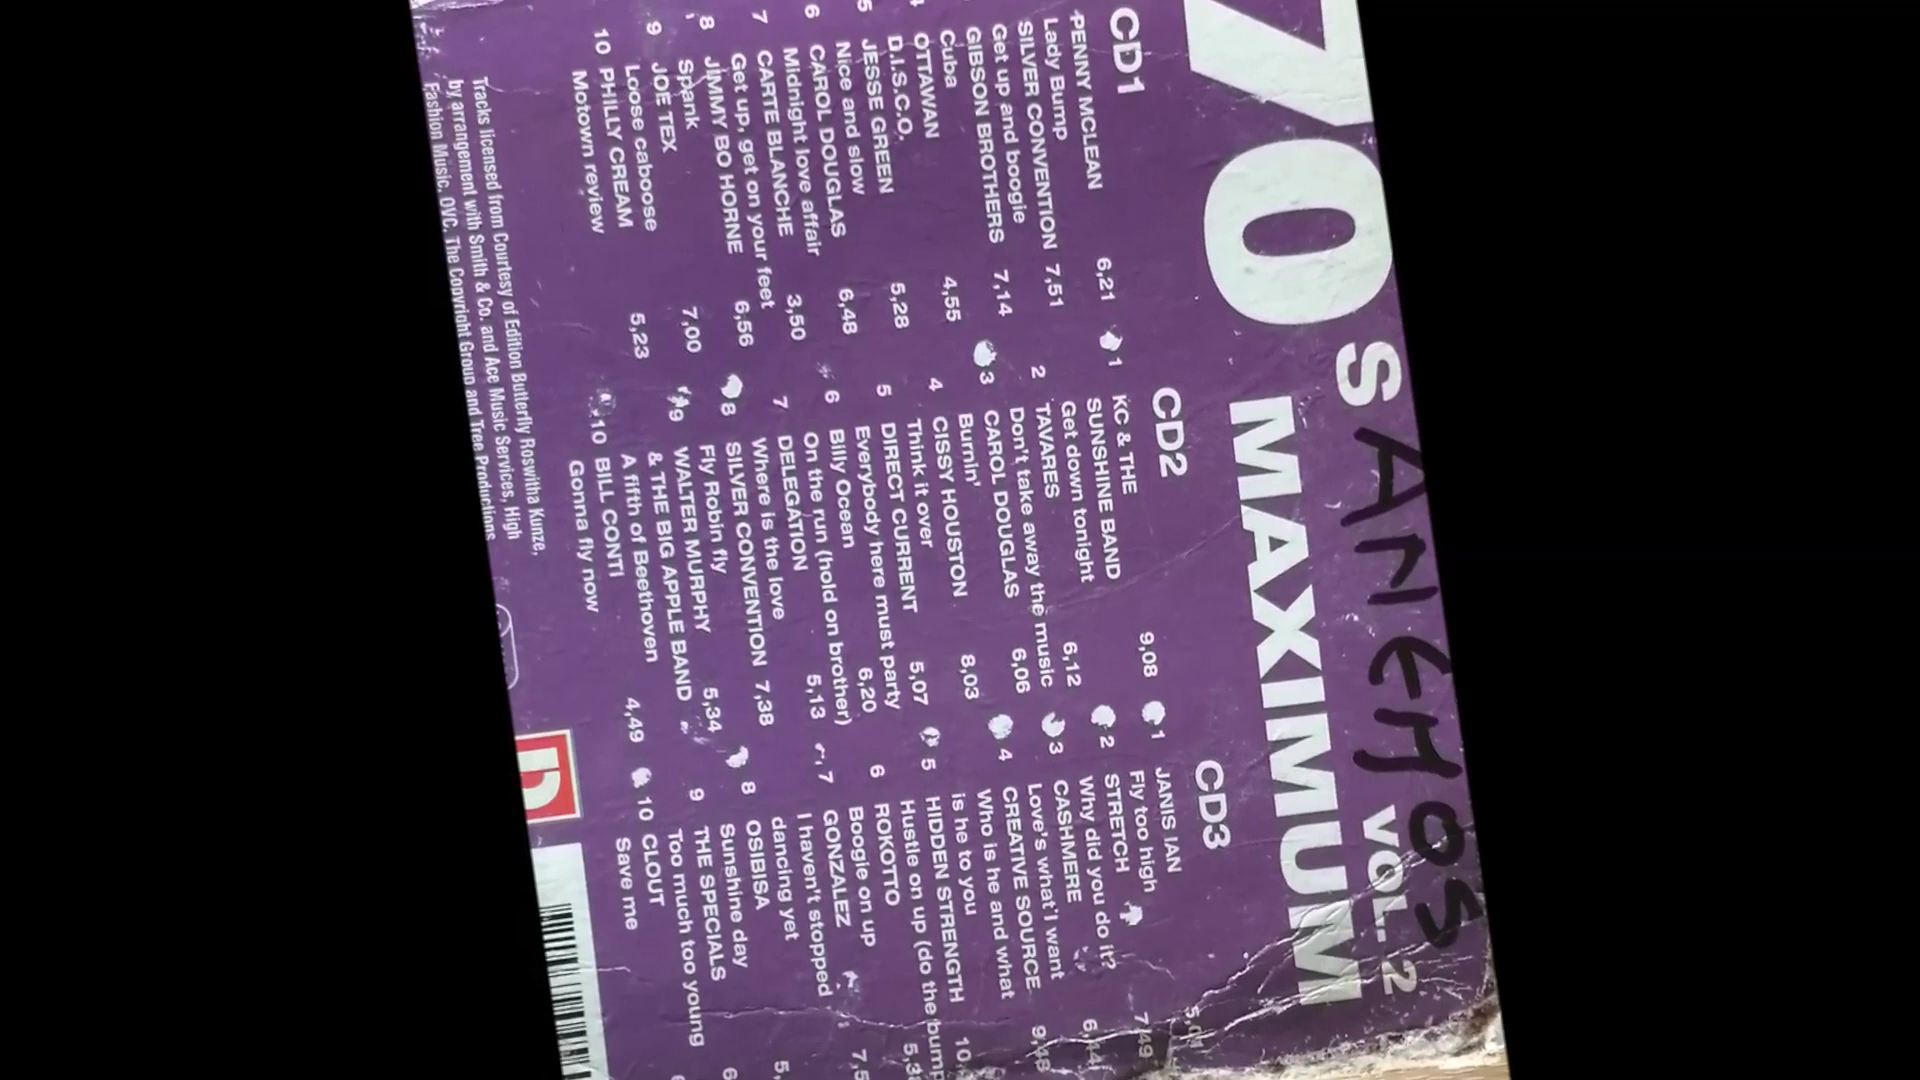 70S MAXIMUM
VOL. 2
SANEMOS
CD1
PENNY MCLEAN 6,21
Lady Bump
SILVER CONVENTION 7,51
Get up and boogie
GIBSON BROTHERS 7,14
Cuba
OTTAWAN 4,55
D.I.S.C.O.
5 JESSE GREEN 5,28
Nice and slow
6 CAROL DOUGLAS 6,48
Midnight love affair
7 CARTE BLANCHE 3,50
Get up, get on your feet
8 JIMMY BO HORNE 6,56
Spank
9 JOE TEX 7,00
Loose caboose
10 PHILLY CREAM 5,23
Motown review
CD2
1 KC & THE 9,08
SUNSHINE BAND
Get down tonight
2 TAVARES 6,12
Don't take away the music
3 CAROL DOUGLAS 6,06
Burnin'
4 CISSY HOUSTON 8,03
Think it over
5 DIRECT CURRENT 5,07
Everybody here must party
6 Billy Ocean 6,20
On the run (hold on brother)
7 DELEGATION 5,13
Where is the love
8 SILVER CONVENTION 7,38
Fly Robin fly
9 WALTER MURPHY 5,34
& THE BIG APPLE BAND
A fifth of Beethoven
10 BILL CONTI 4,49
Gonna fly now
CD3
1 JANIS IAN
Fly too high
2 STRETCH 7,49
Why did you do it?
3 CASHMERE 6,44
Love's what I want
4 CREATIVE SOURCE 9,48
Who is he and what
is he to you
5 HIDDEN STRENGTH
Hustle on up (do the bump
6 ROKOTTO
Boogie on up
7 GONZALEZ
I haven't stopped
dancing yet
8 OSIBISA
Sunshine day
9 THE SPECIALS
Too much too young
10 CLOUT
Save me
Tracks licensed from Courtesy of Edition Butterfly Roswitha Kunze,
by arrangement with Smith & Co. and Ace Music Services, High
Fashion Music, OVC, The Copyright Group and Tree Productions